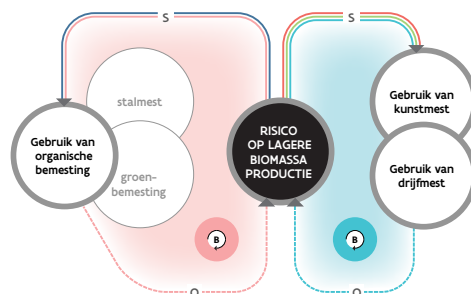 S
S
stalmest
Gebruik van
organische
bemesting
groen-
bemesting
RISICO
OP LAGERE
BIOMASSA
PRODUCTIE
Gebruik van
kunstmest
Gebruik van
drijfmest
B
B